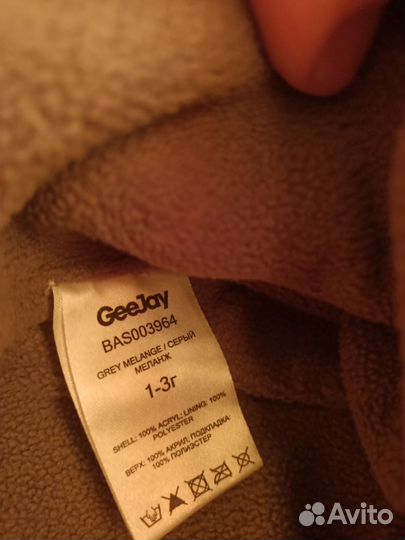 GeeJay
BAS003964
GREY MELANGE / СЕРЫЙ
МЕЛАНЖ
1-3г
SHELL: 100% ACRYL; LINING: 100%
POLYESTER
ВЕРХ: 100% АКРИЛ, ПОДКЛАДКА:
100% ПОЛИЭСТЕР
Avito